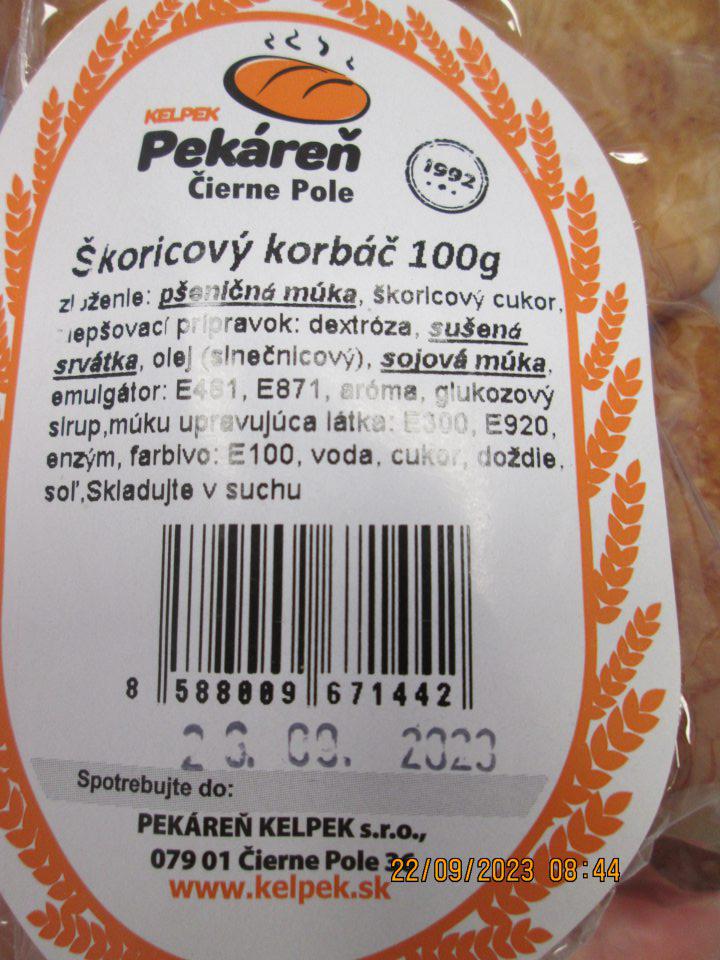 KELPEK
Pekáreň
Čierne Pole
1992
Škoricový korbáč 100g
zloženie: pšeničná múka, škoricový cukor,
zlepšovací prípravok: dextróza, sušená
srvátka, olej (slnečnicový), sojová múka,
emulgátor: E481, E871, aróma, glukozový
sirup,múku upravujúca látka: E300, E920,
enzým, farbivo: E100, voda, cukor, doždie,
soľ,Skladujte v suchu
8 588009 671442
09. 2023
Spotrebujte do:
PEKÁREŇ KELPEK s.r.o.,
079 01 Čierne Pole
22/09/2023 08:44
www.kelpek.sk